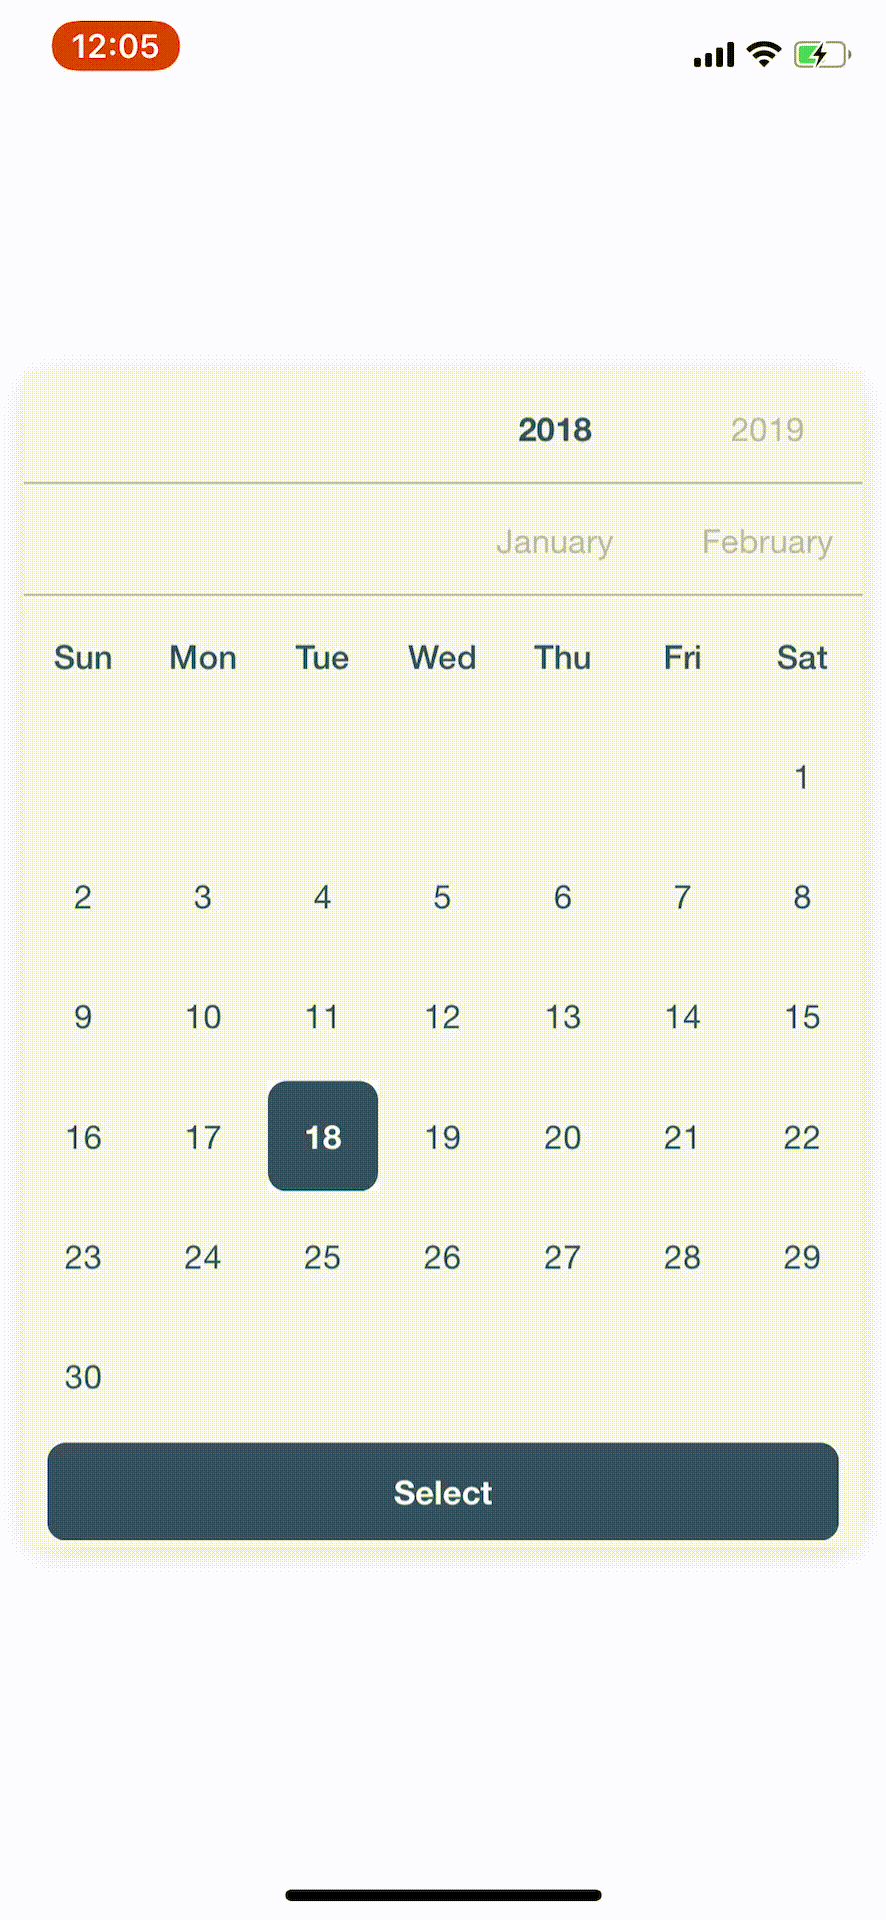 12:05
2018 2019
January February
Sun Mon Tue Wed Thu Fri Sat
1
2 3 4 5 6 7 8
9 10 11 12 13 14 15
16 17 18 19 20 21 22
23 24 25 26 27 28 29
30
Select